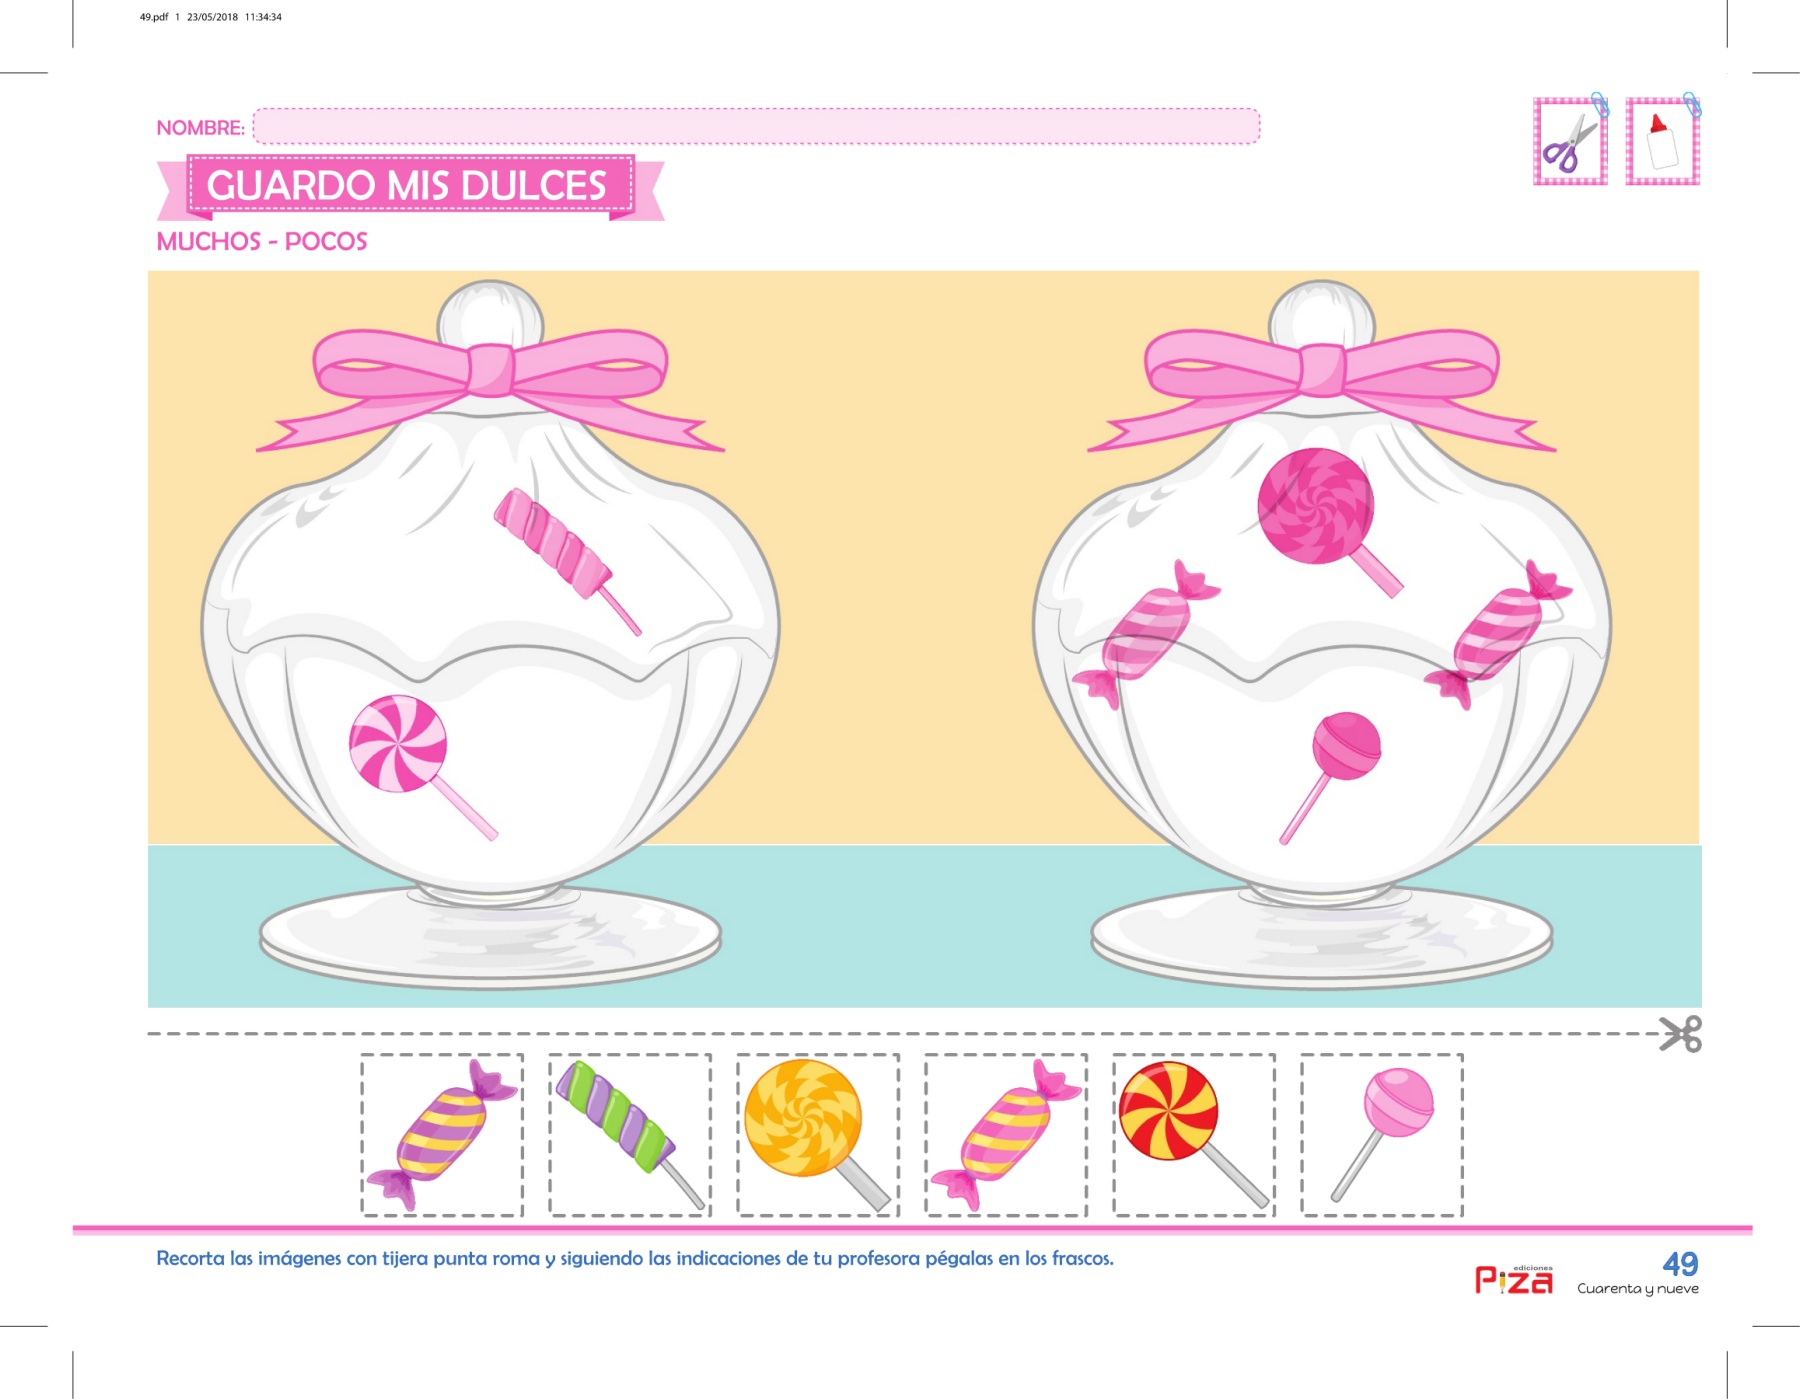 49.pdf 1 23/05/2018 11:34:34
NOMBRE:
GUARDO MIS DULCES
MUCHOS - POCOS
Recorta las imágenes con tijera punta roma y siguiendo las indicaciones de tu profesora pégalas en los frascos.
ediciones
Piza
49
Cuarenta y nueve